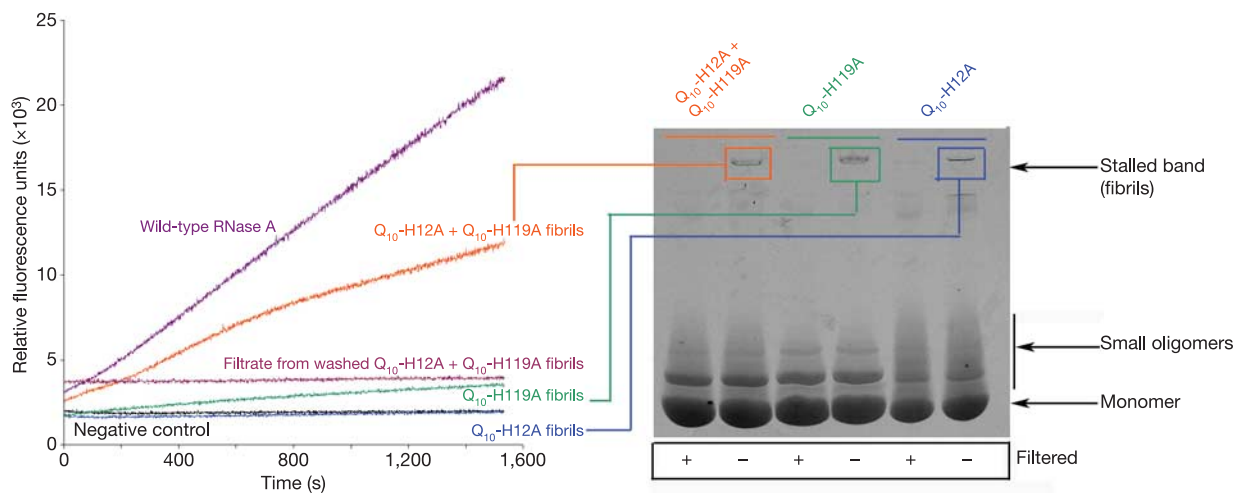 25
20
15
10
5
0
Relative fluorescence units (×10³)
0
400
800
1,200
1,600
Time (s)
Wild-type RNase A
Q₁₀-H12A + Q₁₀-H119A fibrils
Filtrate from washed Q₁₀-H12A + Q₁₀-H119A fibrils
Q₁₀-H119A fibrils
Negative control
Q₁₀-H12A fibrils
Q₁₀-H12A +
Q₁₀-H119A
Q₁₀-H119A
Q₁₀-H12A
Stalled band
(fibrils)
Small oligomers
Monomer
+ − + − + − Filtered